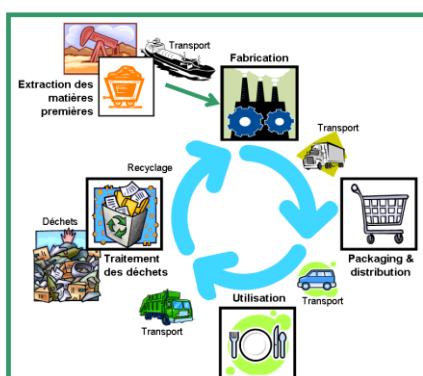 Transport
Fabrication
Extraction des
matières
premières
Transport
Recyclage
Déchets
Traitement
des déchets
Packaging &
distribution
Utilisation
Transport
Transport